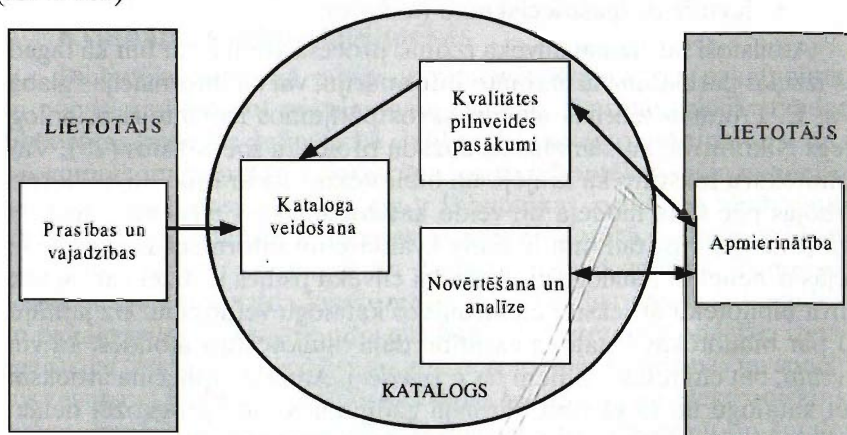 LIETOTĀJS
Prasības un
vajadzības
Kvalitātes
pilnveides
pasākumi
Kataloga
veidošana
Novērtēšana un
analīze
KATALOGS
LIETOTĀJS
Apmierinātība